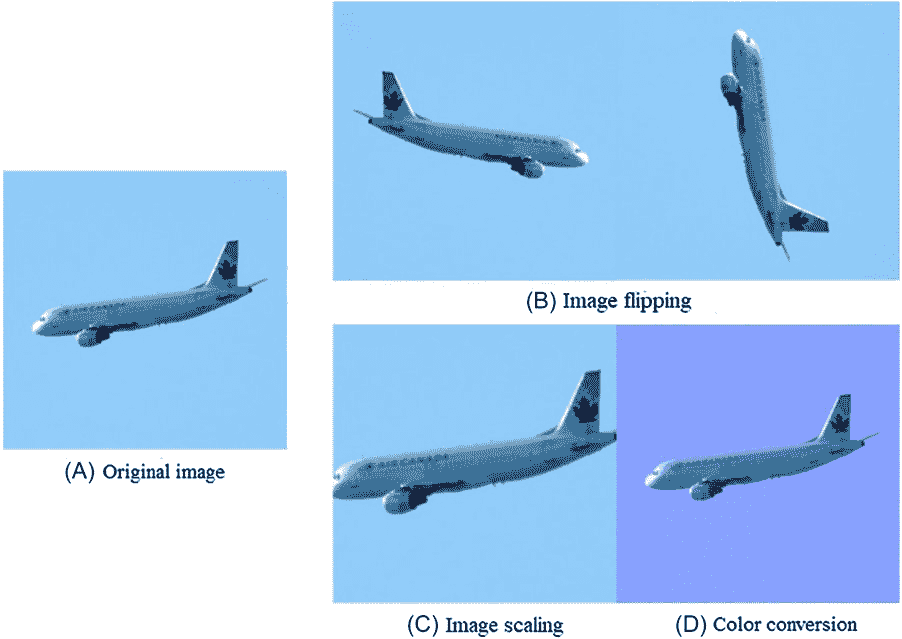 (B) Image flipping
(A) Original image
(C) Image scaling
(D) Color conversion